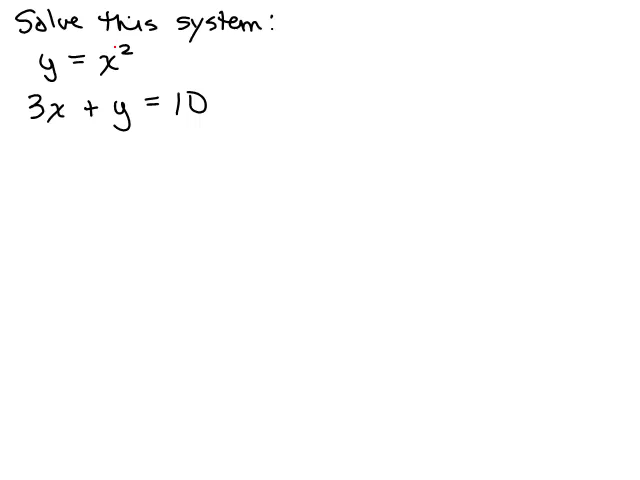 Solve this system:
y = x²
3x + y = 10